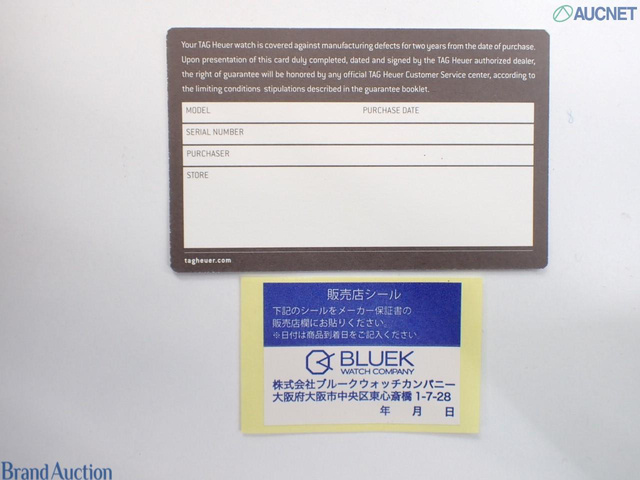 AUCNET
Your TAG Heuer watch is covered against manufacturing defects for two years from the date of purchase.
Upon presentation of this card duly completed, dated and signed by the TAG Heuer authorized dealer,
the right of guarantee will be honored by any official TAG Heuer Customer Service center, according to
the limiting conditions stipulations described in the guarantee booklet.
MODEL PURCHASE DATE
SERIAL NUMBER
PURCHASER
STORE
tagheuer.com
販売店シール
下記のシールをメーカー保証書の
販売店欄にお貼りください。
※日付は商品到着日をご記入ください
BLUEK
WATCH COMPANY
株式会社ブルークウォッチカンパニー
大阪府大阪市中央区東心斎橋 1-7-28
年 月 日
Brand Auction